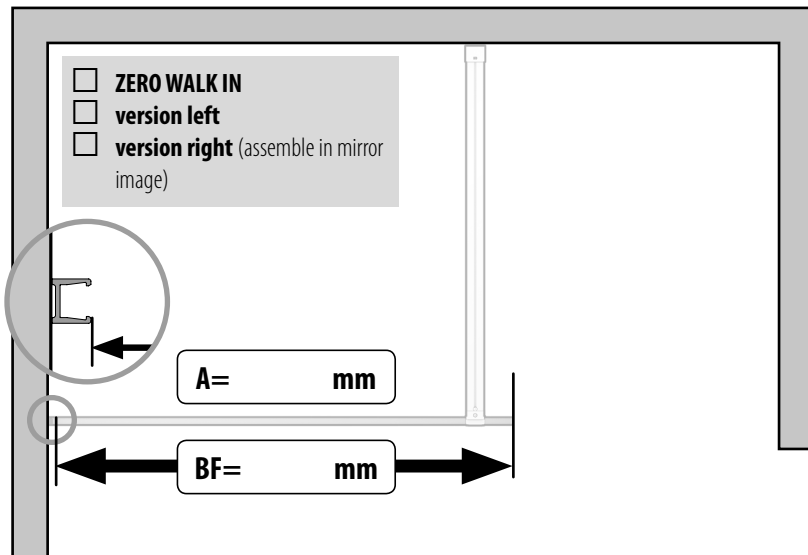 ZERO WALK IN
version left
version right (assemble in mirror
image)
A= mm
BF= mm